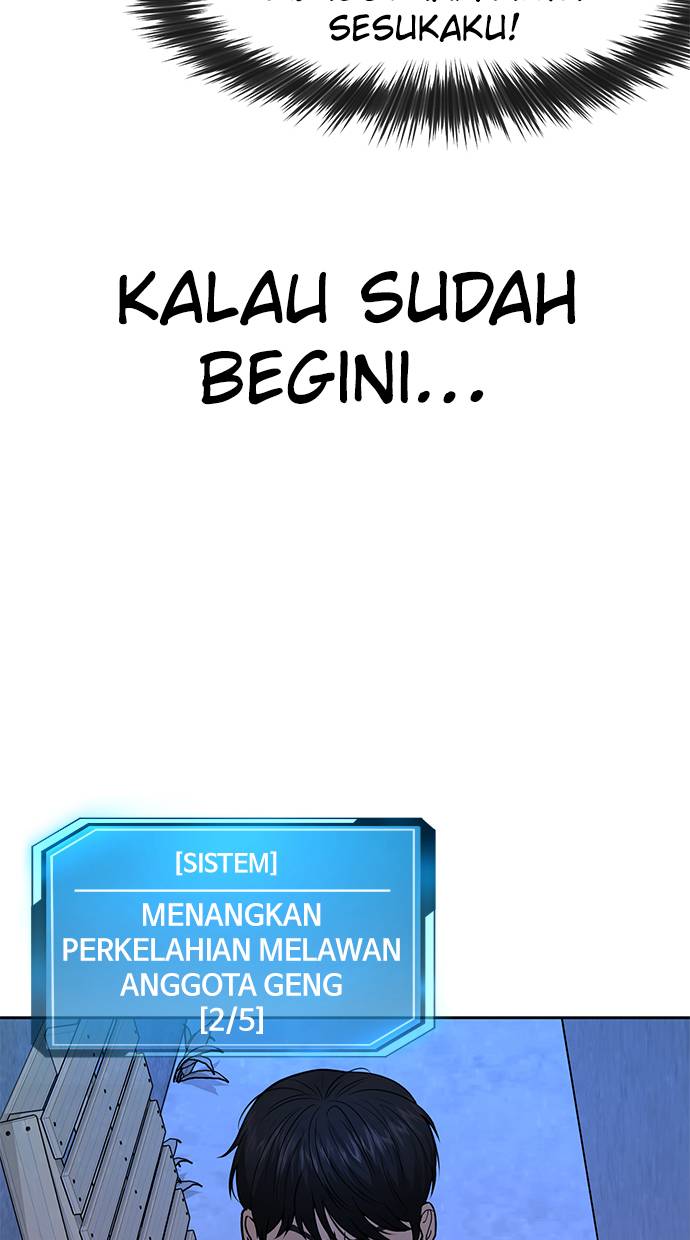 SESUKAKU!
KALAU SUDAH
BEGINI...
[SISTEM]
MENANGKAN
PERKELAHIAN MELAWAN
ANGGOTA GENG
[2/5]